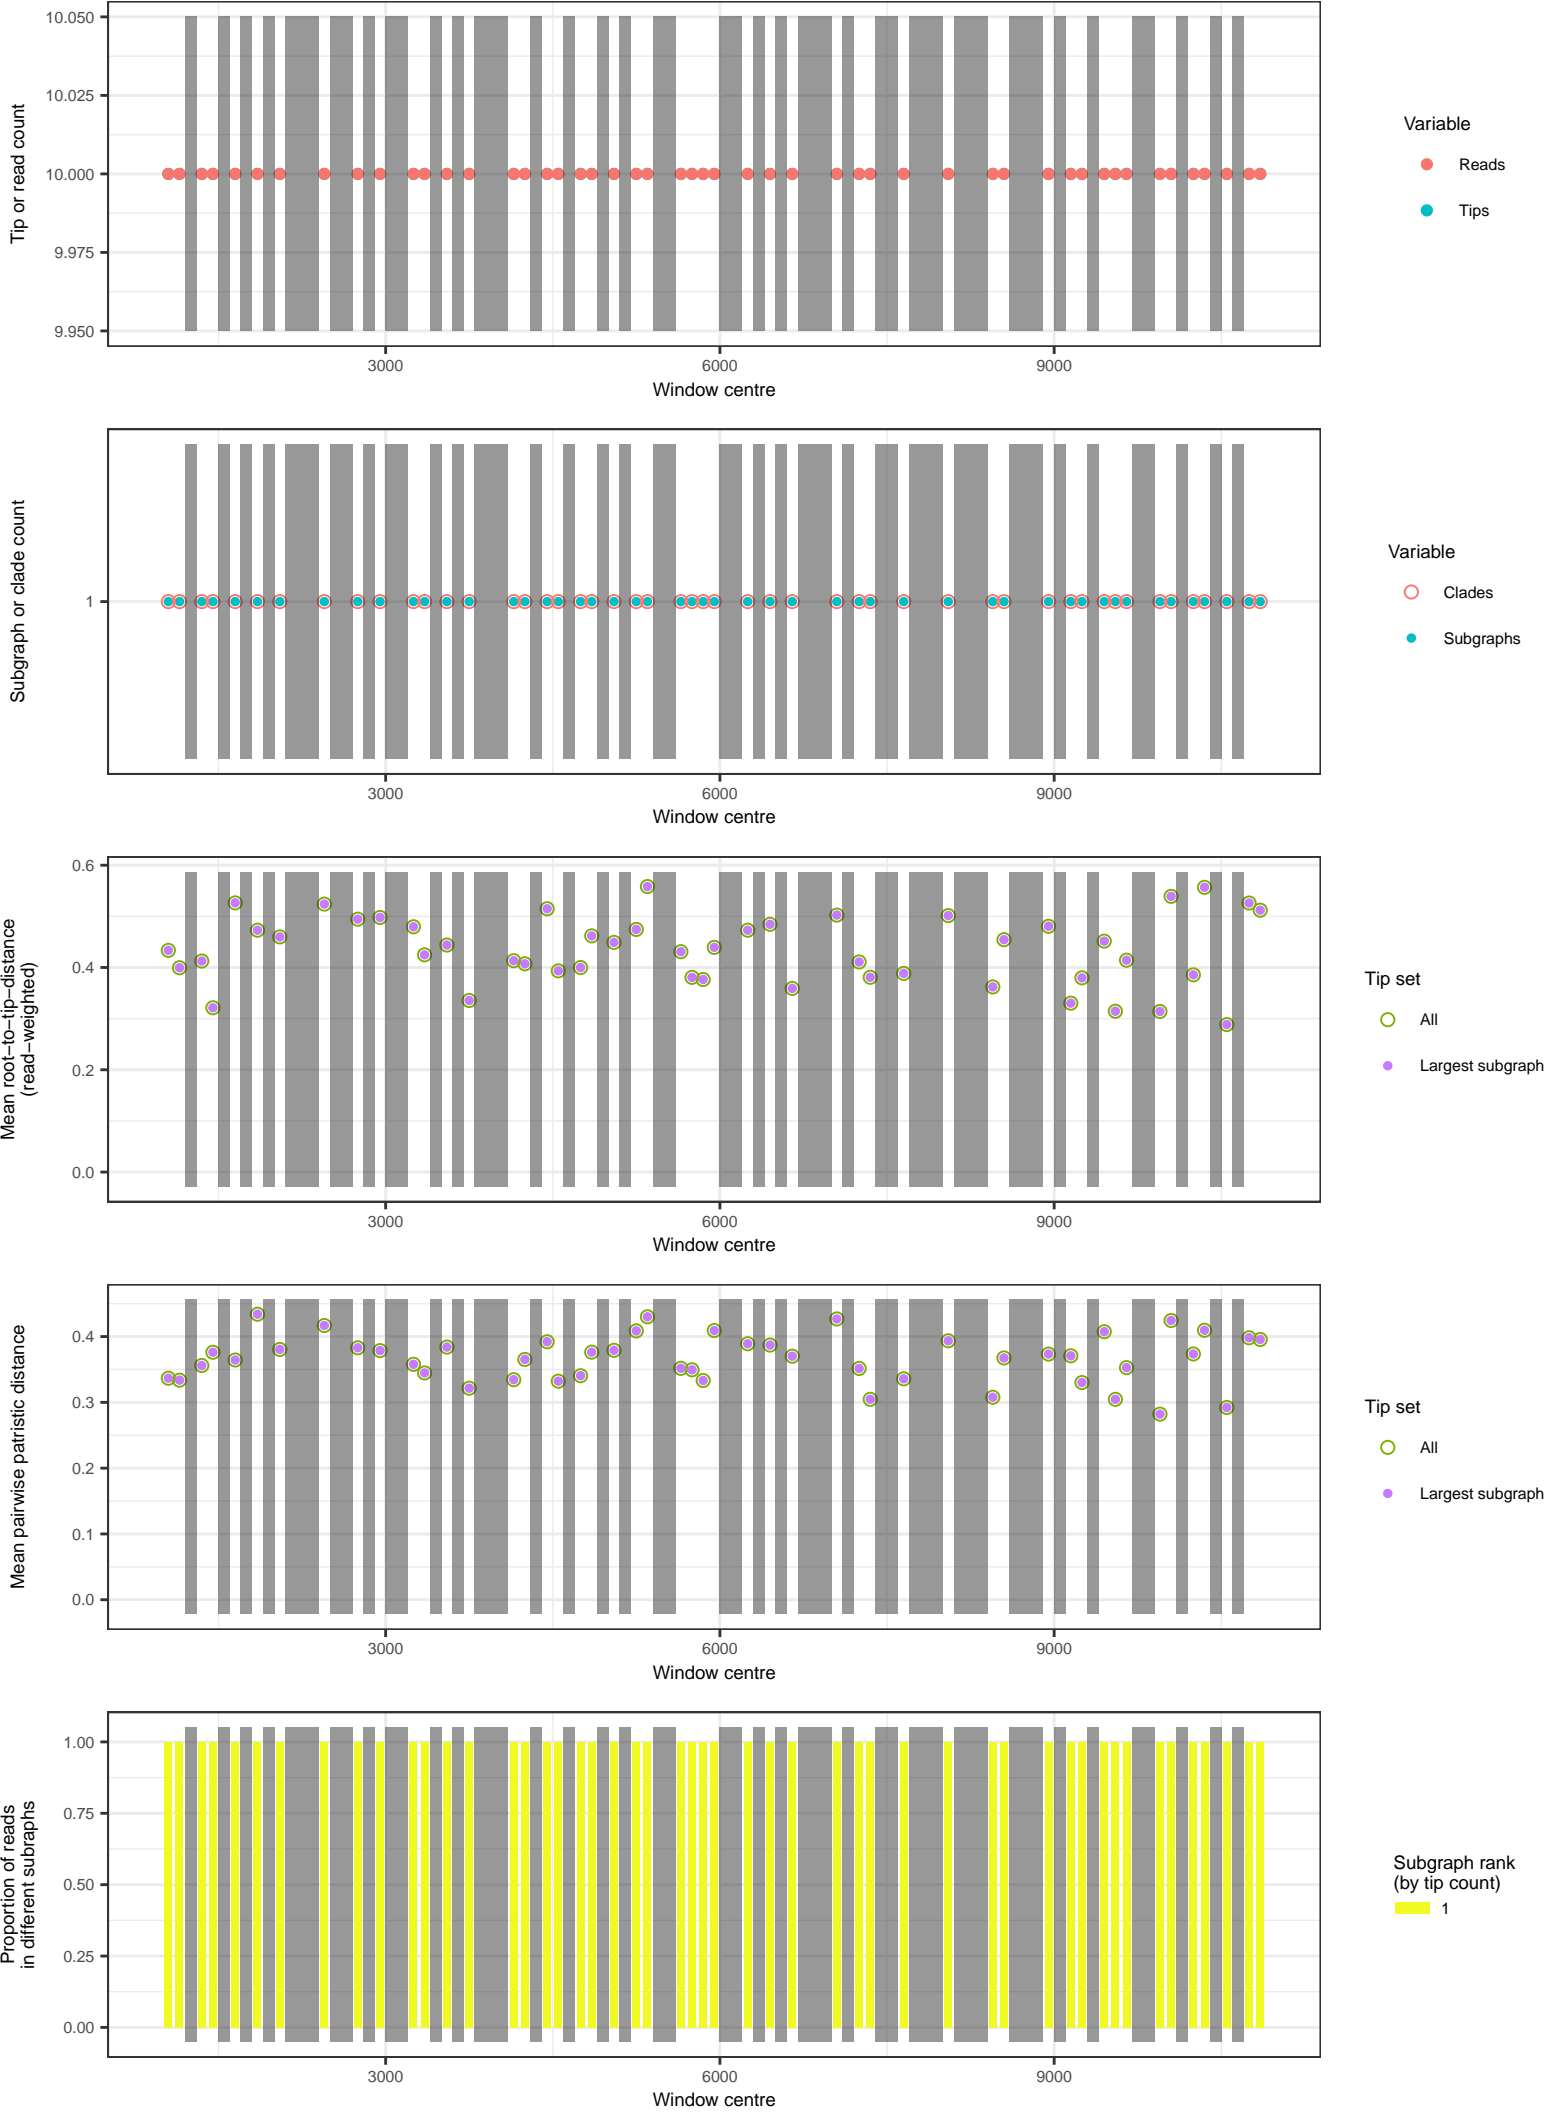 10.050
10.025
10.000
9.975
9.950
Tip or read count
3000 6000 9000
Window centre
Variable
Reads
Tips
1
Subgraph or clade count
3000 6000 9000
Window centre
Variable
Clades
Subgraphs
0.6
0.4
0.2
0.0
Mean root−to−tip−distance
(read−weighted)
3000 6000 9000
Window centre
Tip set
All
Largest subgraph
0.4
0.3
0.2
0.1
0.0
Mean pairwise patristic distance
3000 6000 9000
Window centre
Tip set
All
Largest subgraph
1.00
0.75
0.50
0.25
0.00
Proportion of reads
in different subraphs
3000 6000 9000
Window centre
Subgraph rank
(by tip count)
1